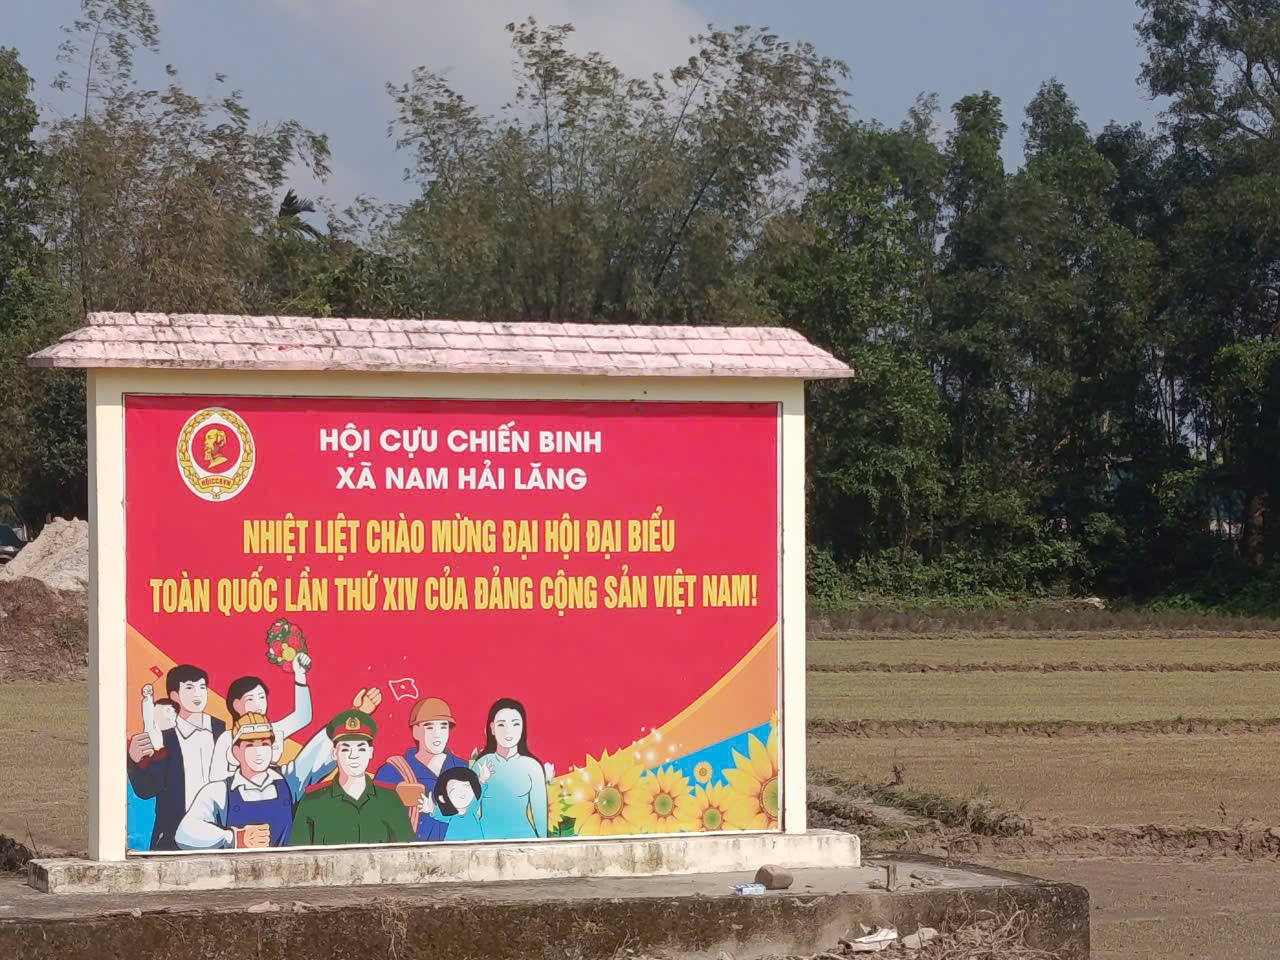 HỘI CỰU CHIẾN BINH
XÃ NAM HẢI LĂNG
HỘICCBVN
NHIỆT LIỆT CHÀO MỪNG ĐẠI HỘI ĐẠI BIỂU
TOÀN QUỐC LẦN THỨ XIV CỦA ĐẢNG CỘNG SẢN VIỆT NAM!